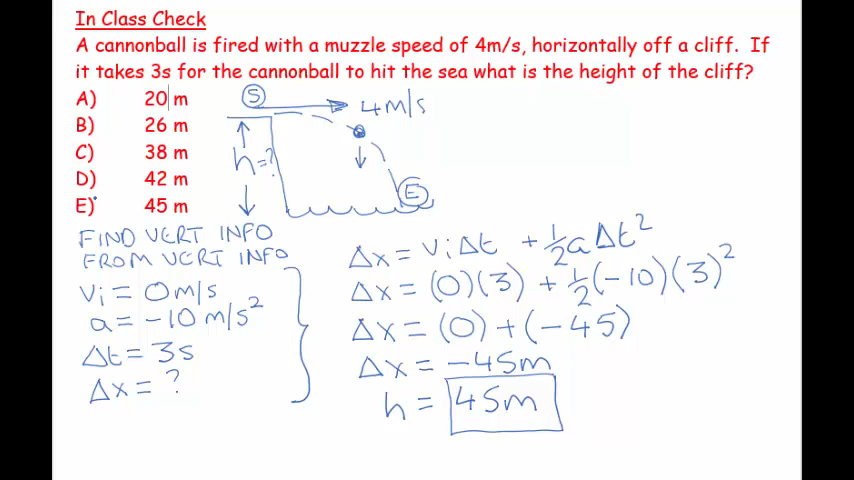 In Class Check
A cannonball is fired with a muzzle speed of 4m/s, horizontally off a cliff. If
it takes 3s for the cannonball to hit the sea what is the height of the cliff?
A) 20 m
B) 26 m
C) 38 m
D) 42 m
E) 45 m
S
4m/s
h=?
E
FIND VERT INFO
FROM VERT INFO
Vi = 0m/s
a = -10 m/s²
Δt = 3s
Δx = ?
Δx = ViΔt + ½aΔt²
Δx = (0)(3) + ½(-10)(3)²
Δx = (0) + (-45)
Δx = -45m
h = 45m